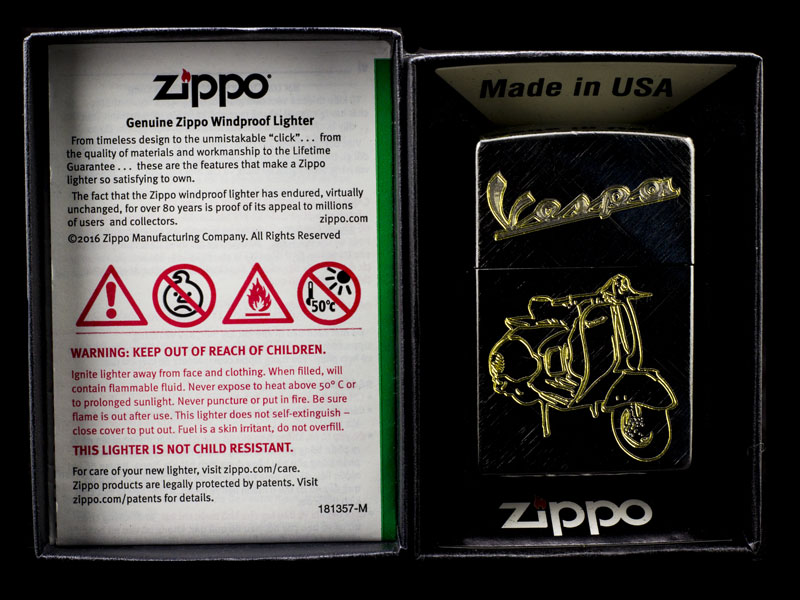 zippo
Genuine Zippo Windproof Lighter
From timeless design to the unmistakable “click”. . . from
the quality of materials and workmanship to the Lifetime
Guarantee . . . these are the features that make a Zippo
lighter so satisfying to own.
The fact that the Zippo windproof lighter has endured, virtually
unchanged, for over 80 years is proof of its appeal to millions
of users and collectors.
zippo.com
©2016 Zippo Manufacturing Company. All Rights Reserved
50°C
WARNING: KEEP OUT OF REACH OF CHILDREN.
Ignite lighter away from face and clothing. When filled, will
contain flammable fluid. Never expose to heat above 50° C or
to prolonged sunlight. Never puncture or put in fire. Be sure
flame is out after use. This lighter does not self-extinguish –
close cover to put out. Fuel is a skin irritant, do not overfill.
THIS LIGHTER IS NOT CHILD RESISTANT.
For care of your new lighter, visit zippo.com/care.
Zippo products are legally protected by patents. Visit
zippo.com/patents for details.
181357-M
Made in USA
Vespa
zippo